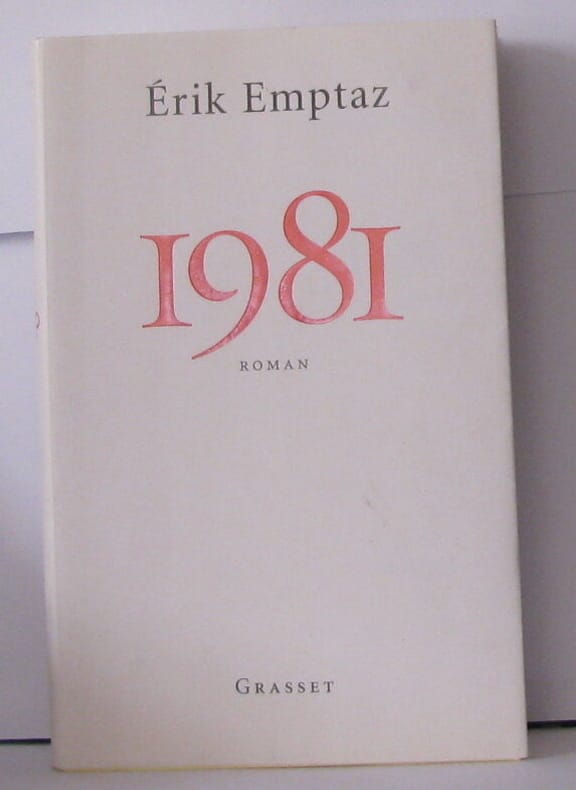 Érik Emptaz
1981
ROMAN
GRASSET